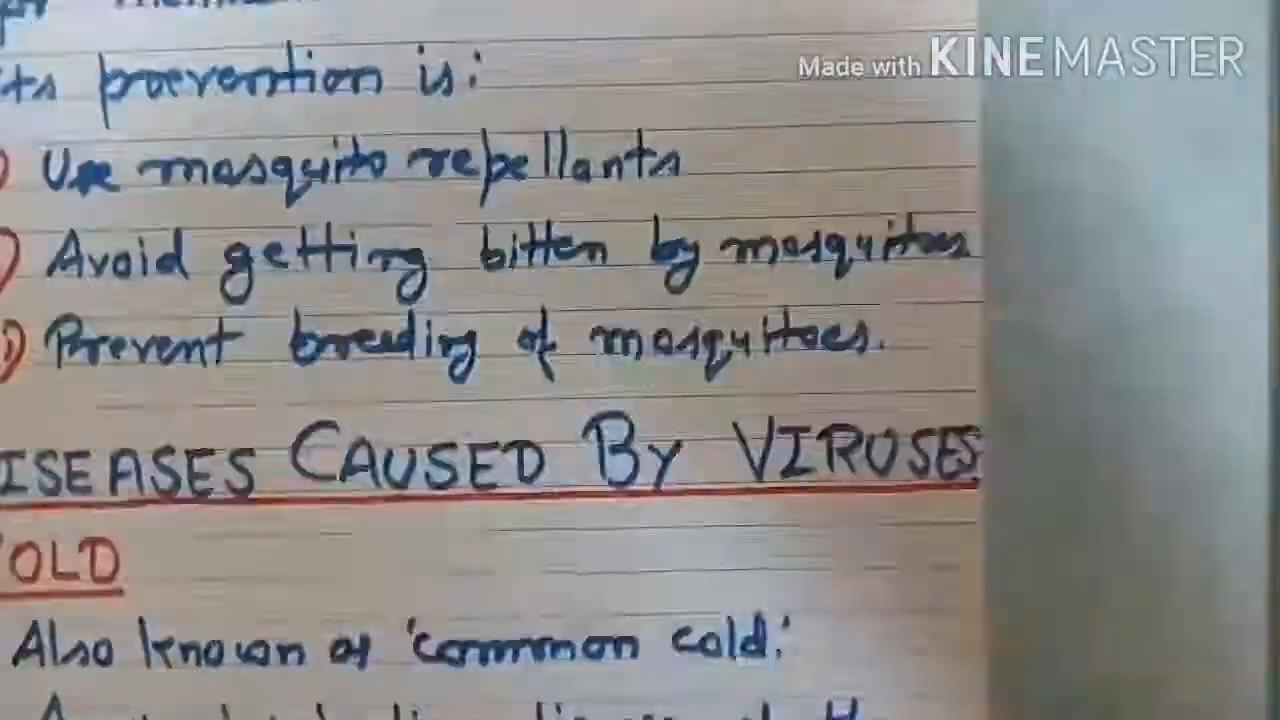 Made with KINEMASTER
ts prevention is:
) Use mosquito repellants
) Avoid getting bitten by mosquitoes
i) Prevent breeding of mosquitoes.
ISEASES CAUSED BY VIRUSES
OLD
Also known as 'common cold.'